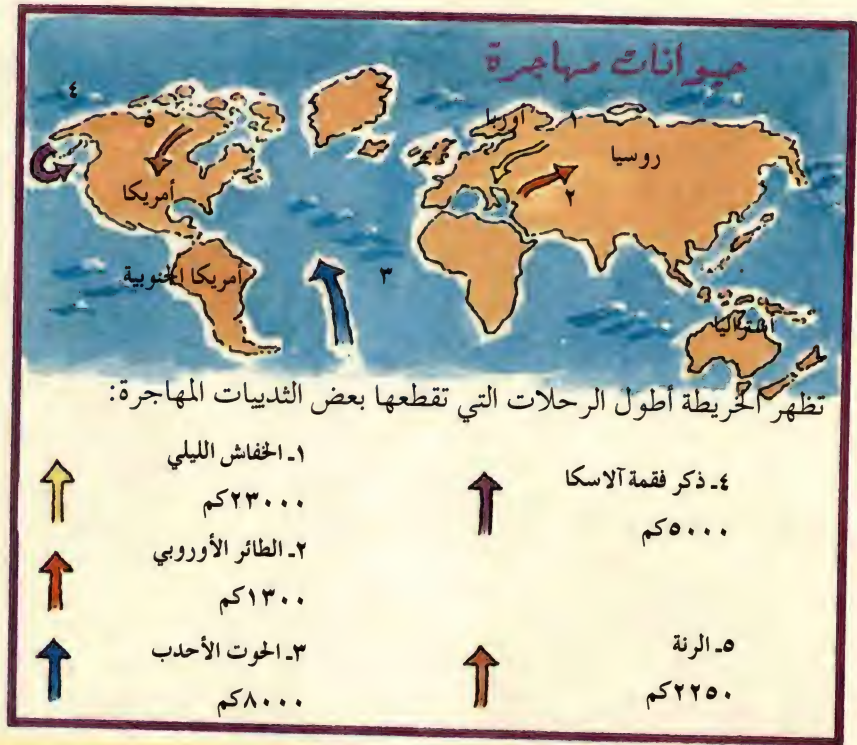 حيوانات مهاجرة
٤
٥
أمريكا
أمريكا الجنوبية
٣
أوربا
١
روسيا
٢
أستراليا
تظهر الخريطة أطول الرحلات التي تقطعها بعض الثدييات المهاجرة:
١ـ الخفاش الليلي
٢٣٠٠٠كم
٢ـ الطائر الأوروبي
١٣٠٠كم
٣ـ الحوت الأحدب
٨٠٠٠كم
٤ـ ذكر فقمة آلاسكا
٥٠٠٠كم
٥ـ الرنة
٢٢٥٠كم